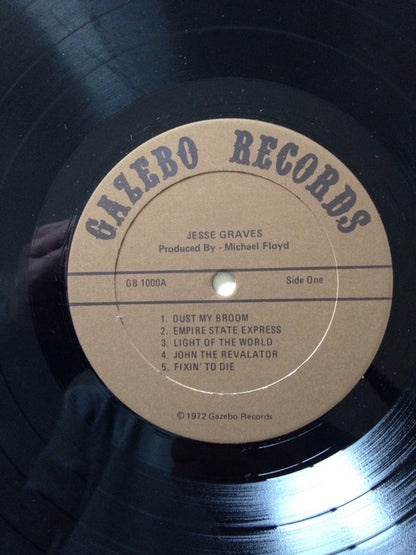 GAZEBO RECORDS
JESSE GRAVES
Produced By - Michael Floyd
GB 1000A Side One
1. DUST MY BROOM
2. EMPIRE STATE EXPRESS
3. LIGHT OF THE WORLD
4. JOHN THE REVALATOR
5. FIXIN' TO DIE
© 1972 Gazebo Records